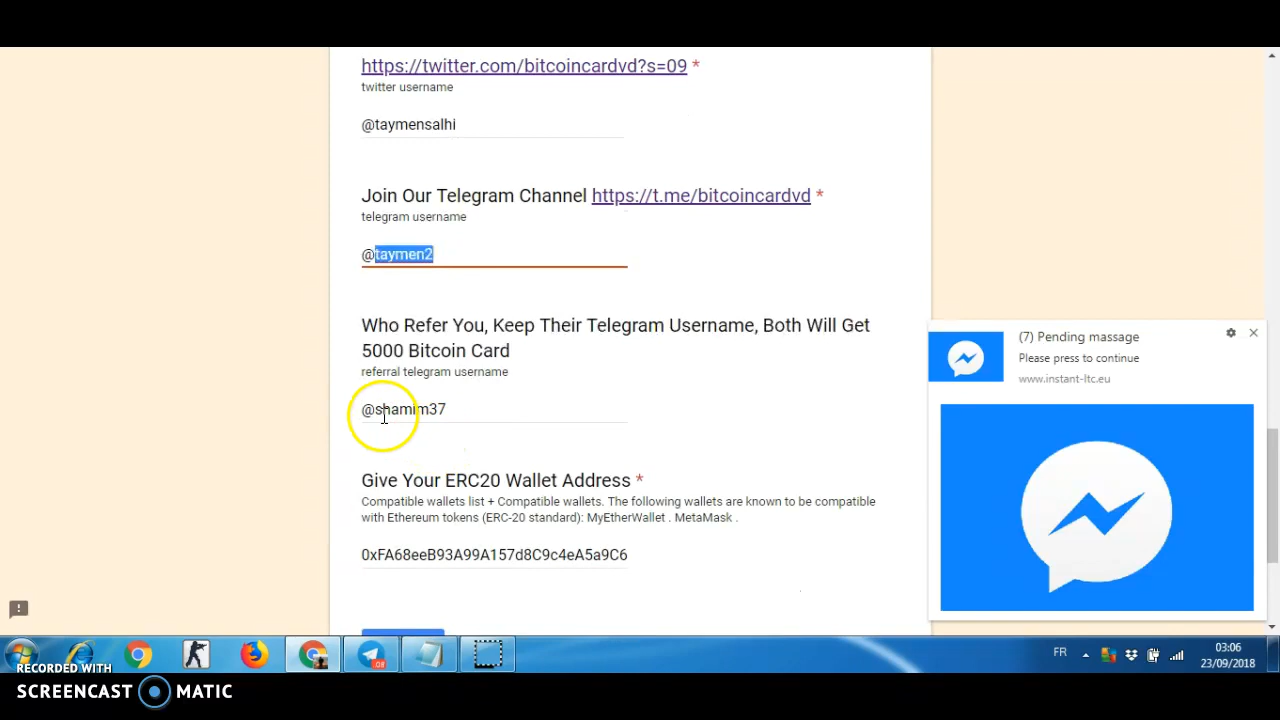 https://twitter.com/bitcoincardvd?s=09 *
twitter username
@taymensalhi
Join Our Telegram Channel https://t.me/bitcoincardvd *
telegram username
@taymen2
Who Refer You, Keep Their Telegram Username, Both Will Get
5000 Bitcoin Card
referral telegram username
@shamim37
Give Your ERC20 Wallet Address *
Compatible wallets list + Compatible wallets. The following wallets are known to be compatible
with Ethereum tokens (ERC-20 standard): MyEtherWallet . MetaMask .
0xFA68eeB93A99A157d8C9c4eA5a9C6
(7) Pending massage
Please press to continue
www.instant-ltc.eu
FR
03:06
23/09/2018
RECORDED WITH
SCREENCAST MATIC